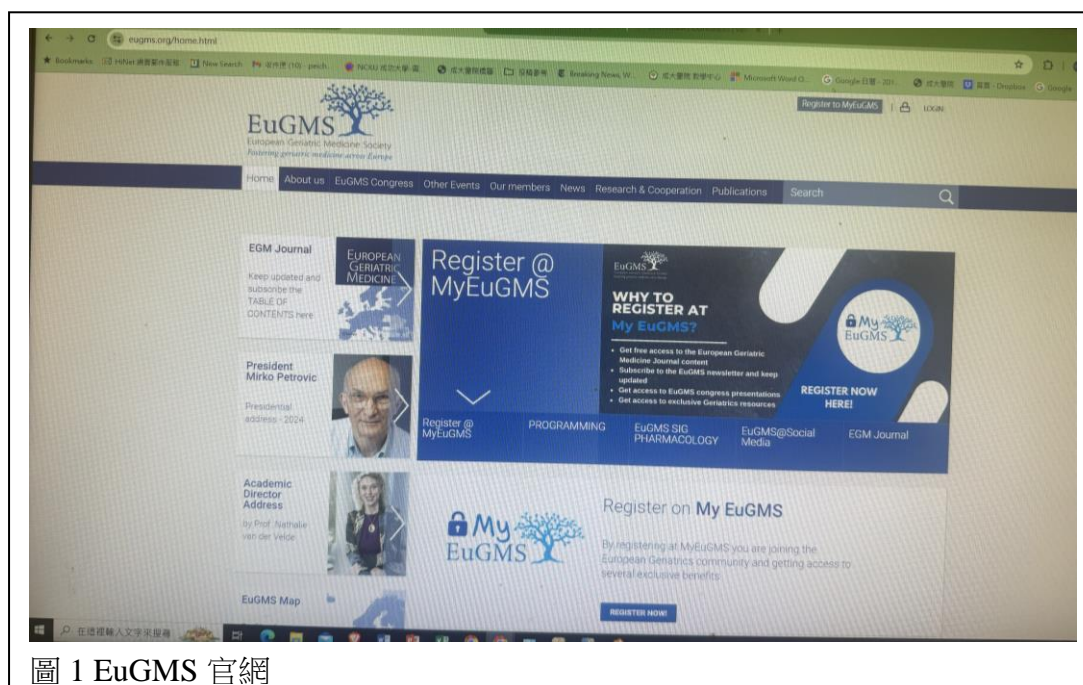 eugms.org/home.html
Bookmarks
New Search
Breaking News, W...
Microsoft Word O...
首頁 - Dropbox
Google
Register to MyEuGMS
LOGIN
EuGMS
European Geriatric Medicine Society
Fostering geriatric medicine across Europe
Home About us EuGMS Congress Other Events Our members News Research & Cooperation Publications Search
EGM Journal
Keep updated and
subscribe the
TABLE OF
CONTENTS here
EUROPEAN
GERIATRIC
MEDICINE
Register @
MyEuGMS
EuGMS
WHY TO
REGISTER AT
My EuGMS?
• Get free access to the European Geriatric
Medicine Journal content
• Subscribe to the EuGMS newsletter and keep
updated
• Get access to EuGMS congress presentations
• Get access to exclusive Geriatrics resources
My
EuGMS
REGISTER NOW
HERE!
President
Mirko Petrovic
Presidential
address - 2024
Register @
MyEuGMS
PROGRAMMING
EuGMS SIG
PHARMACOLOGY
EuGMS@Social
Media
EGM Journal
Academic
Director
Address
by Prof. Nathalie
van der Velde
My
EuGMS
Register on My EuGMS
By registering at MyEuGMS you are joining the
European Geriatrics community and getting access to
several exclusive benefits.
REGISTER NOW!
EuGMS Map
在這裡輸入文字來搜尋
圖 1 EuGMS 官網